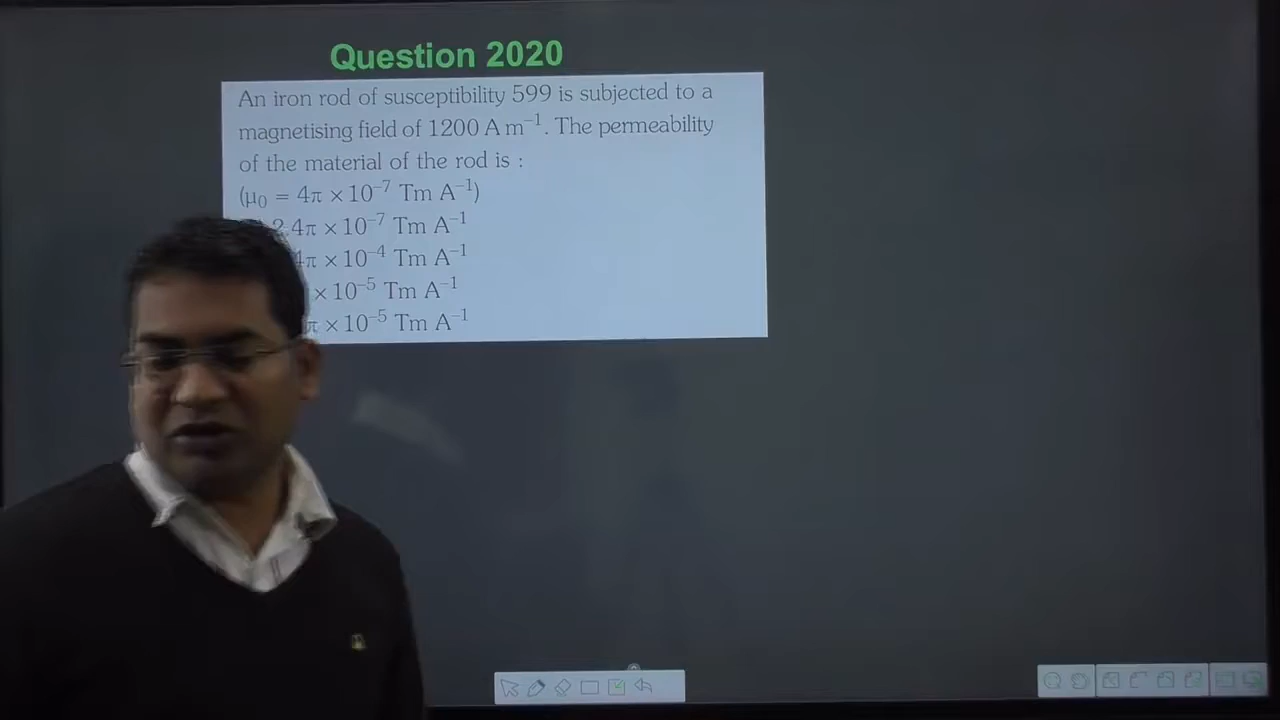 Question 2020
An iron rod of susceptibility 599 is subjected to a
magnetising field of 1200 A m⁻¹. The permeability
of the material of the rod is :
(μ₀ = 4π × 10⁻⁷ Tm A⁻¹)
2.4π × 10⁻⁷ Tm A⁻¹
4π × 10⁻⁴ Tm A⁻¹
× 10⁻⁵ Tm A⁻¹
π × 10⁻⁵ Tm A⁻¹